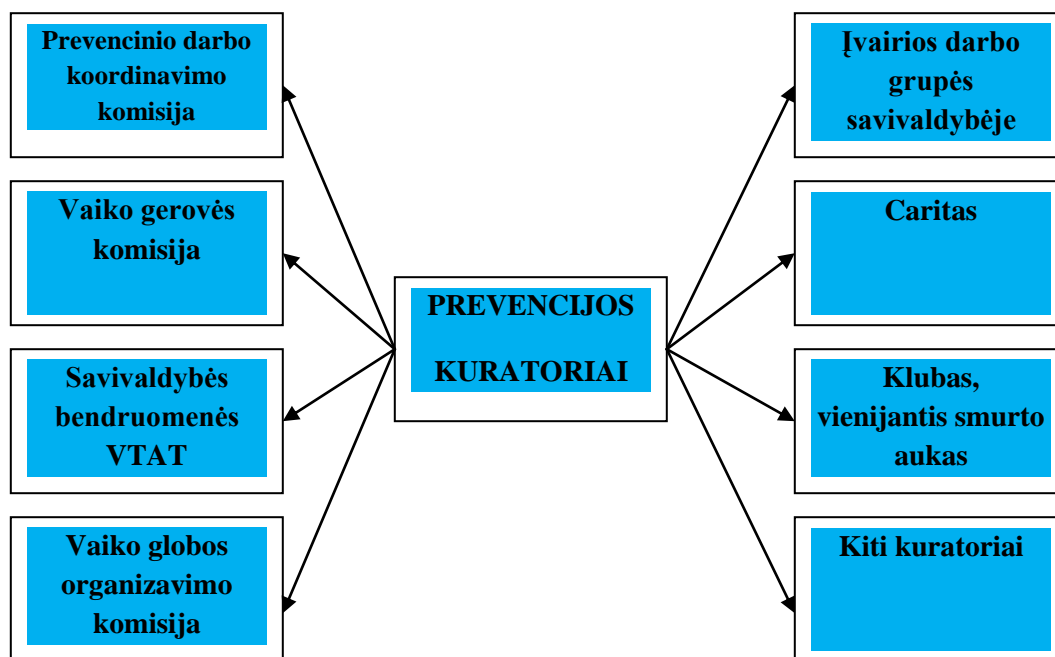 Prevencinio darbo
koordinavimo
komisija
Vaiko gerovės
komisija
Savivaldybės
bendruomenės
VTAT
Vaiko globos
organizavimo
komisija
PREVENCIJOS
KURATORIAI
Įvairios darbo
grupės
savivaldybėje
Caritas
Klubas,
vienijantis smurto
aukas
Kiti kuratoriai